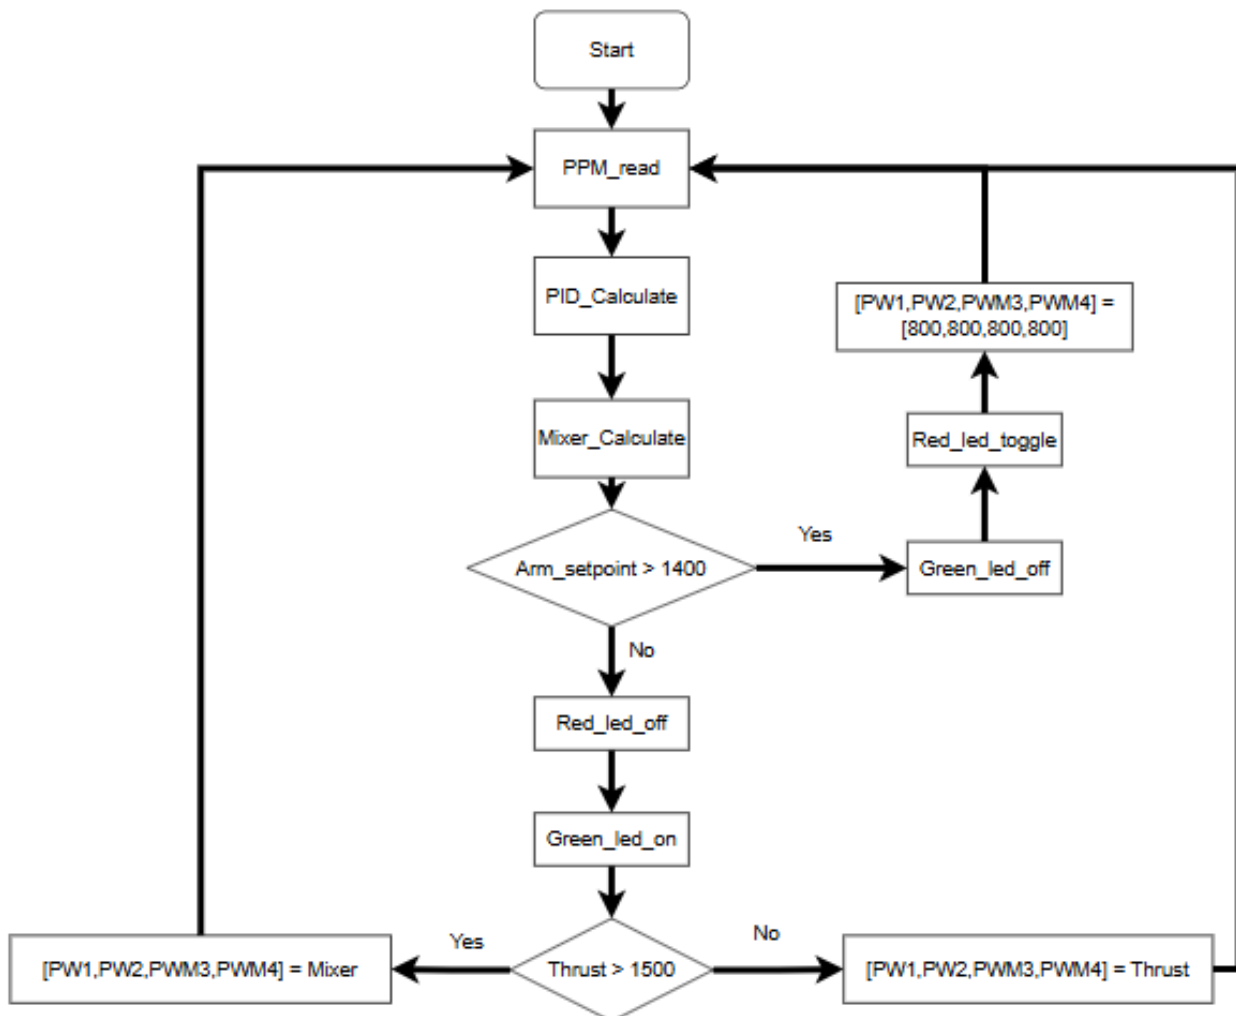 Start
PPM_read
PID_Calculate
[PW1,PW2,PWM3,PWM4] =
[800,800,800,800]
Mixer_Calculate
Red_led_toggle
Yes
Arm_setpoint > 1400
Green_led_off
No
Red_led_off
Green_led_on
Yes
No
[PW1,PW2,PWM3,PWM4] = Mixer
Thrust > 1500
[PW1,PW2,PWM3,PWM4] = Thrust